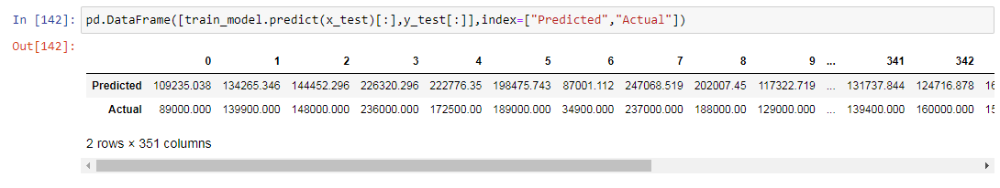 In [142]: pd.DataFrame([train_model.predict(x_test)[:],y_test[:]],index=["Predicted","Actual"])
Out[142]:
0 1 2 3 4 5 6 7 8 9 ... 341 342
Predicted 109235.038 134265.346 144452.296 226320.296 222776.35 198475.743 87001.112 247068.519 202007.45 117322.719 ... 131737.844 124716.878 16
Actual 89000.000 139900.000 148000.000 236000.000 172500.00 189000.000 34900.000 237000.000 188000.00 129000.000 ... 139400.000 160000.000 15
2 rows × 351 columns